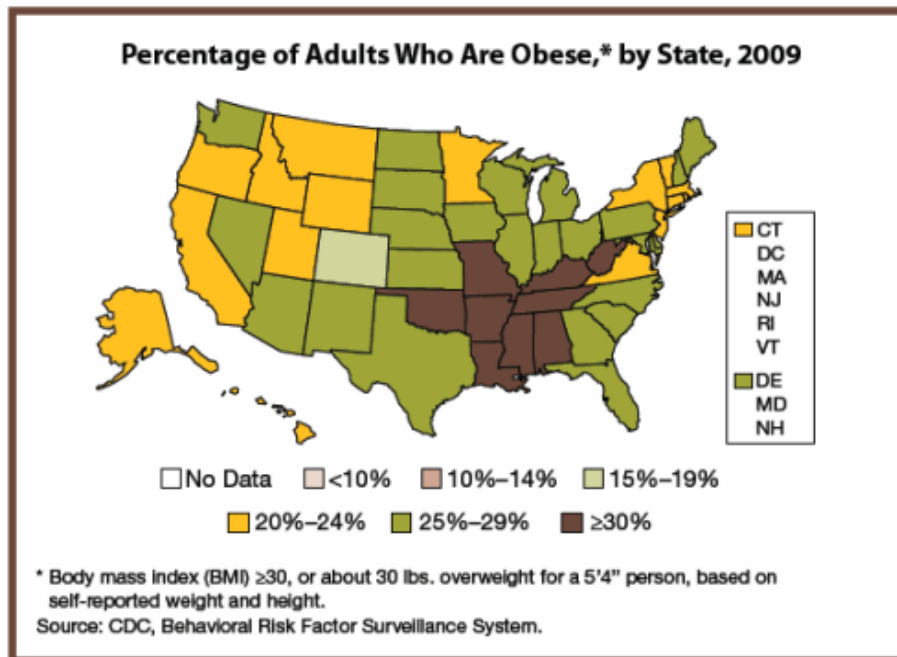 Percentage of Adults Who Are Obese,* by State, 2009
CT
DC
MA
NJ
RI
VT
DE
MD
NH
No Data <10% 10%–14% 15%–19%
20%–24% 25%–29% ≥30%
* Body mass index (BMI) ≥30, or about 30 lbs. overweight for a 5’4” person, based on
self-reported weight and height.
Source: CDC, Behavioral Risk Factor Surveillance System.